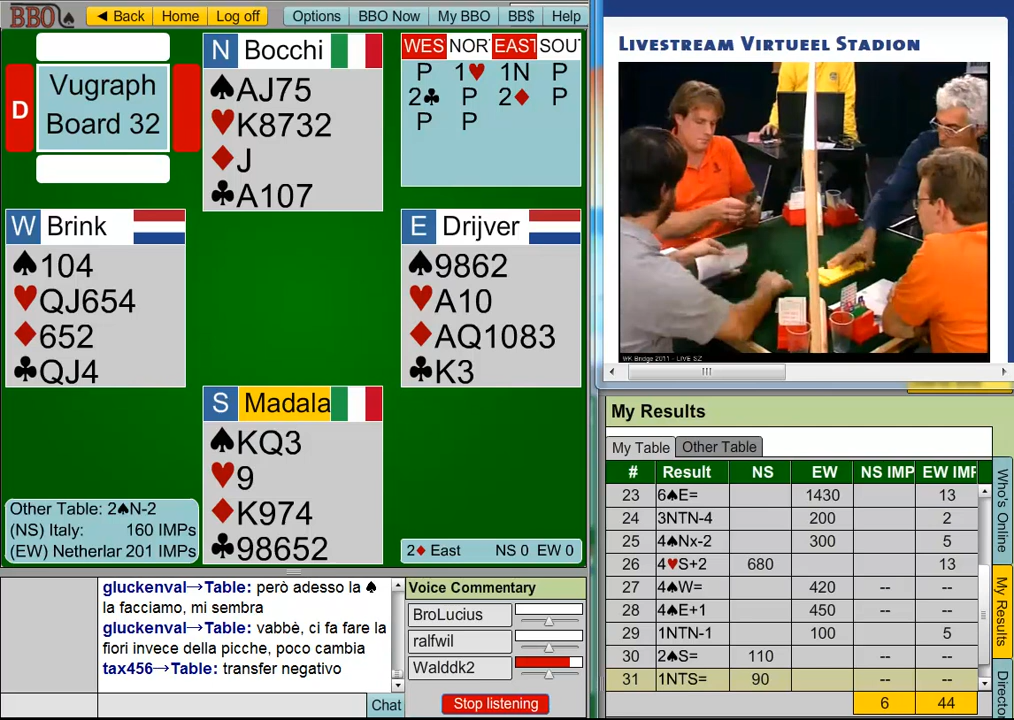 BBO
◄ Back
Home
Log off
Options
BBO Now
My BBO
BB$
Help
D
Vugraph
Board 32
N Bocchi
♠AJ75
♥K8732
♦J
♣A107
WES NOR EAST SOUT
P 1♥ 1N P
2♣ P 2♦ P
P P
W Brink
♠104
♥QJ654
♦652
♣QJ4
E Drijver
♠9862
♥A10
♦AQ1083
♣K3
S Madala
♠KQ3
♥9
♦K974
♣98652
Other Table: 2♠N-2
(NS) Italy: 160 IMPs
(EW) Netherlar 201 IMPs
2♦ East NS 0 EW 0
gluckenval→Table: però adesso la ♠
la facciamo, mi sembra
gluckenval→Table: vabbè, ci fa fare la
fiori invece della picche, poco cambia
tax456→Table: transfer negativo
Chat
Voice Commentary
BroLucius
ralfwil
Walddk2
Stop listening
Livestream Virtueel Stadion
WK Bridge 2011 - LIVE SZ
My Results
My Table
Other Table
# Result NS EW NS IMP EW IMF
23 6♠E= 1430 13
24 3NTN-4 200 2
25 4♠Nx-2 300 5
26 4♥S+2 680 13
27 4♠W= 420 -- --
28 4♠E+1 450 -- --
29 1NTN-1 100 5
30 2♠S= 110 -- --
31 1NTS= 90 -- --
6 44
Who's Online
My Results
Director